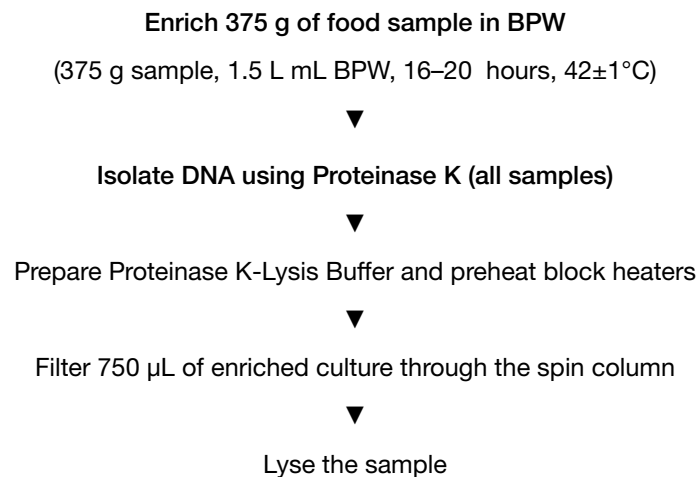 Enrich 375 g of food sample in BPW
(375 g sample, 1.5 L mL BPW, 16–20 hours, 42±1°C)
Isolate DNA using Proteinase K (all samples)
Prepare Proteinase K-Lysis Buffer and preheat block heaters
Filter 750 µL of enriched culture through the spin column
Lyse the sample